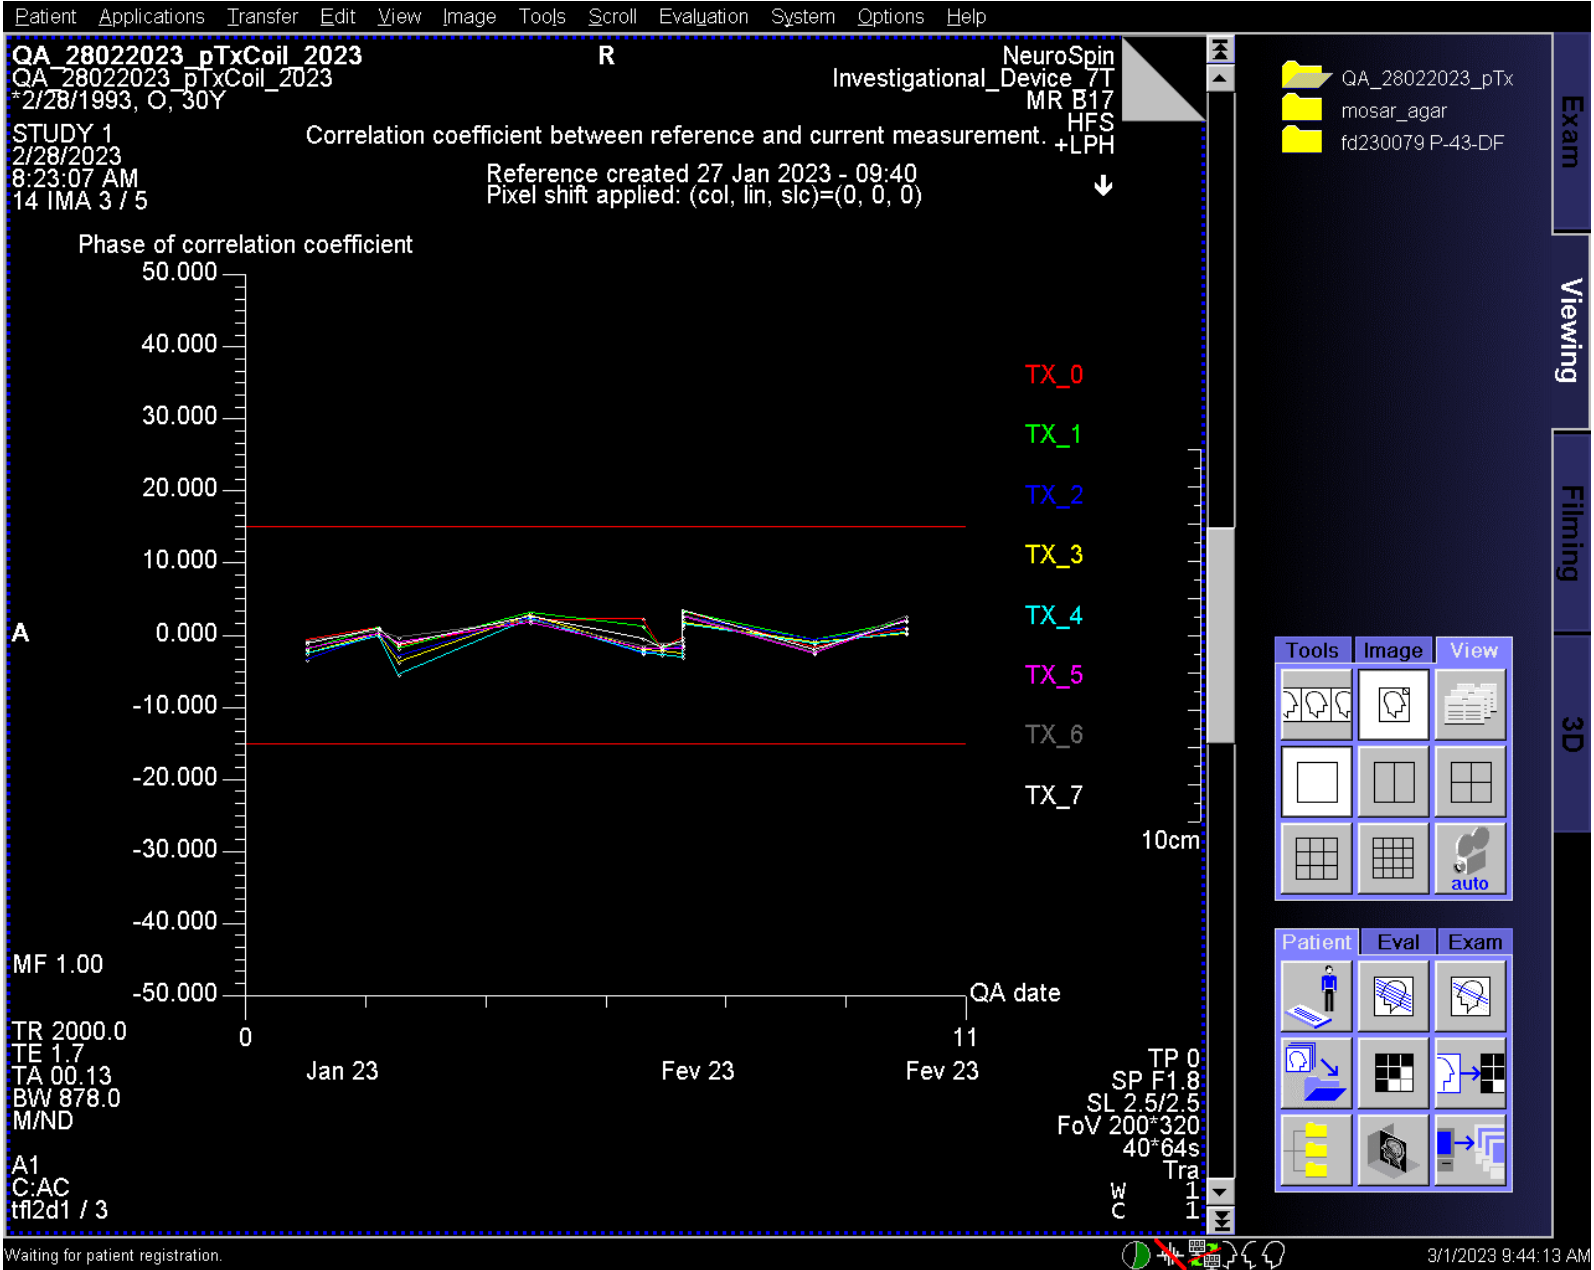 Patient Applications Transfer Edit View Image Tools Scroll Evaluation System Options Help
QA_28022023_pTxCoil_2023
QA_28022023_pTxCoil_2023
*2/28/1993, O, 30Y
STUDY 1
2/28/2023
8:23:07 AM
14 IMA 3 / 5
R
NeuroSpin
Investigational_Device_7T
MR B17
HFS
+LPH
Correlation coefficient between reference and current measurement.
Reference created 27 Jan 2023 - 09:40
Pixel shift applied: (col, lin, slc)=(0, 0, 0)
Phase of correlation coefficient
50.000
40.000
30.000
20.000
10.000
0.000
-10.000
-20.000
-30.000
-40.000
-50.000
A
TX_0
TX_1
TX_2
TX_3
TX_4
TX_5
TX_6
TX_7
10cm
QA date
0
11
Jan 23
Fev 23
Fev 23
MF 1.00
TR 2000.0
TE 1.7
TA 00.13
BW 878.0
M/ND
A1
C:AC
tfl2d1 / 3
TP 0
SP F1.8
SL 2.5/2.5
FoV 200*320
40*64s
Tra
W 1
C 1
QA_28022023_pTx
mosar_agar
fd230079 P-43-DF
Exam
Viewing
Filming
3D
Tools Image View
auto
Patient Eval Exam
Waiting for patient registration.
3/1/2023 9:44:13 AM